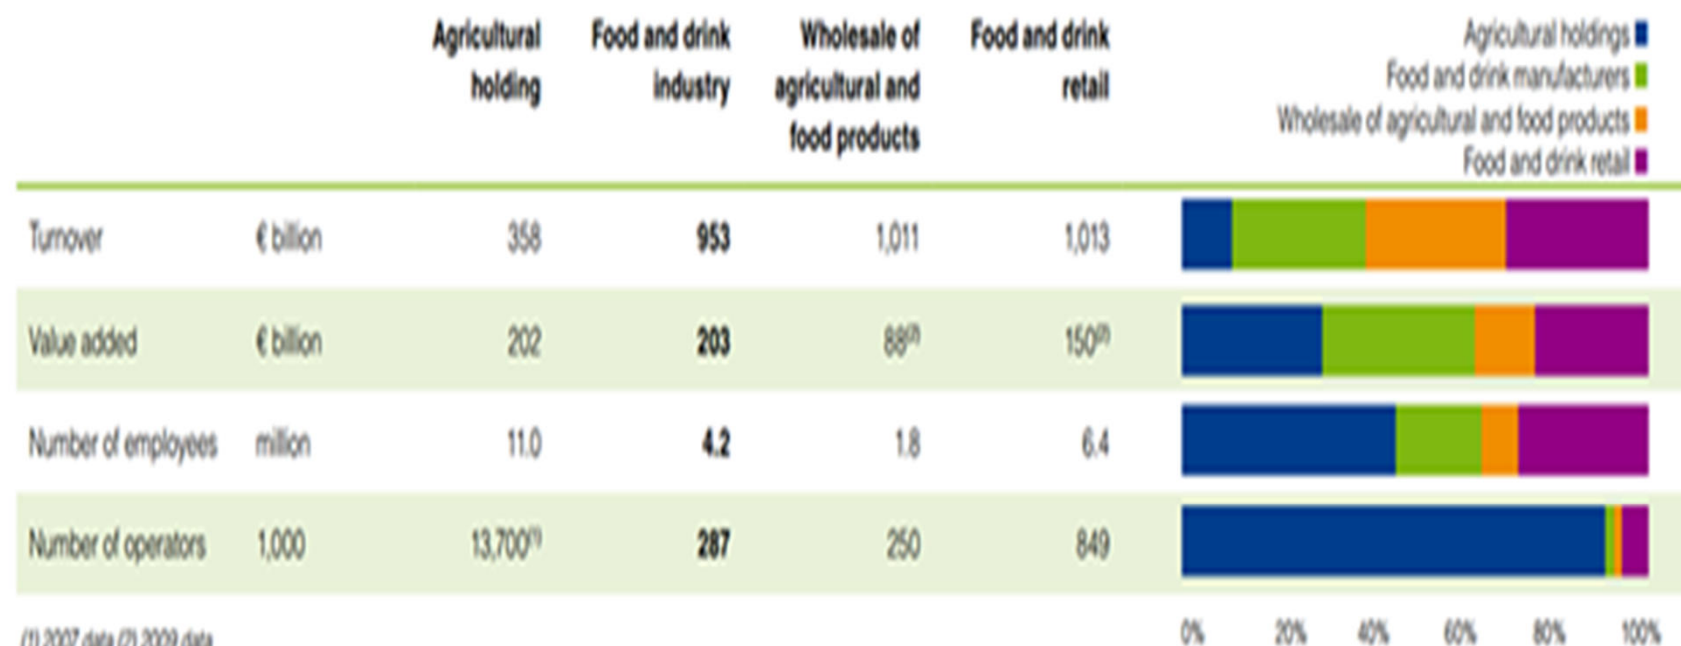 Agricultural holding
Food and drink industry
Wholesale of agricultural and food products
Food and drink retail
Agricultural holdings
Food and drink manufacturers
Wholesale of agricultural and food products
Food and drink retail
Turnover € billion 358 953 1,011 1,013
Value added € billion 202 203 88(2) 150(2)
Number of employees million 11.0 4.2 1.8 6.4
Number of operators 1,000 13,700(1) 287 250 849
0% 20% 40% 60% 80% 100%
(1) 2007 data (2) 2009 data